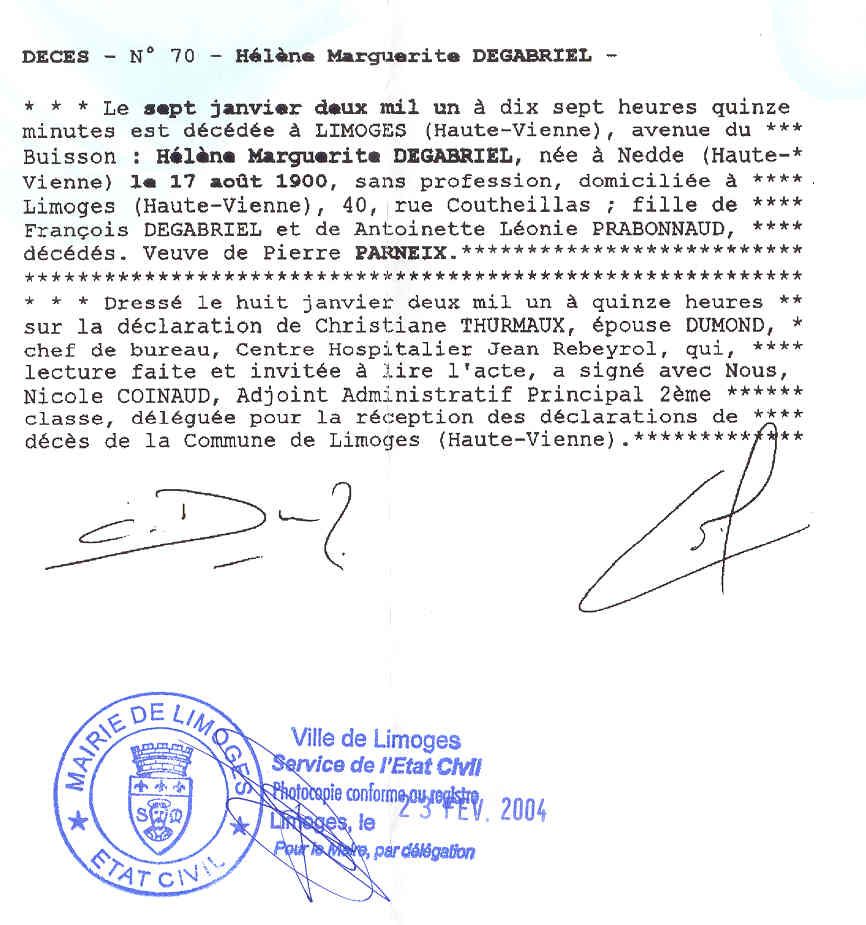 DECES - N° 70 - Hélène Marguerite DEGABRIEL -
* * * Le sept janvier deux mil un à dix sept heures quinze
minutes est décédée à LIMOGES (Haute-Vienne), avenue du ***
Buisson : Hélène Marguerite DEGABRIEL, née à Nedde (Haute-*
Vienne) le 17 août 1900, sans profession, domiciliée à ****
Limoges (Haute-Vienne), 40, rue Coutheillas ; fille de ****
François DEGABRIEL et de Antoinette Léonie PRABONNAUD, ****
décédés. Veuve de Pierre PARNEIX.**************************
***********************************************************
* * * Dressé le huit janvier deux mil un à quinze heures **
sur la déclaration de Christiane THURMAUX, épouse DUMOND, *
chef de bureau, Centre Hospitalier Jean Rebeyrol, qui, ****
lecture faite et invitée à lire l'acte, a signé avec Nous,
Nicole COINAUD, Adjoint Administratif Principal 2ème ******
classe, déléguée pour la réception des déclarations de ****
décès de la Commune de Limoges (Haute-Vienne).*************
MAIRIE DE LIMOGES
ETAT CIVIL
Ville de Limoges
Service de l'Etat Civil
Photocopie conforme au registre
Limoges, le 23 FEV. 2004
Pour le Maire, par délégation